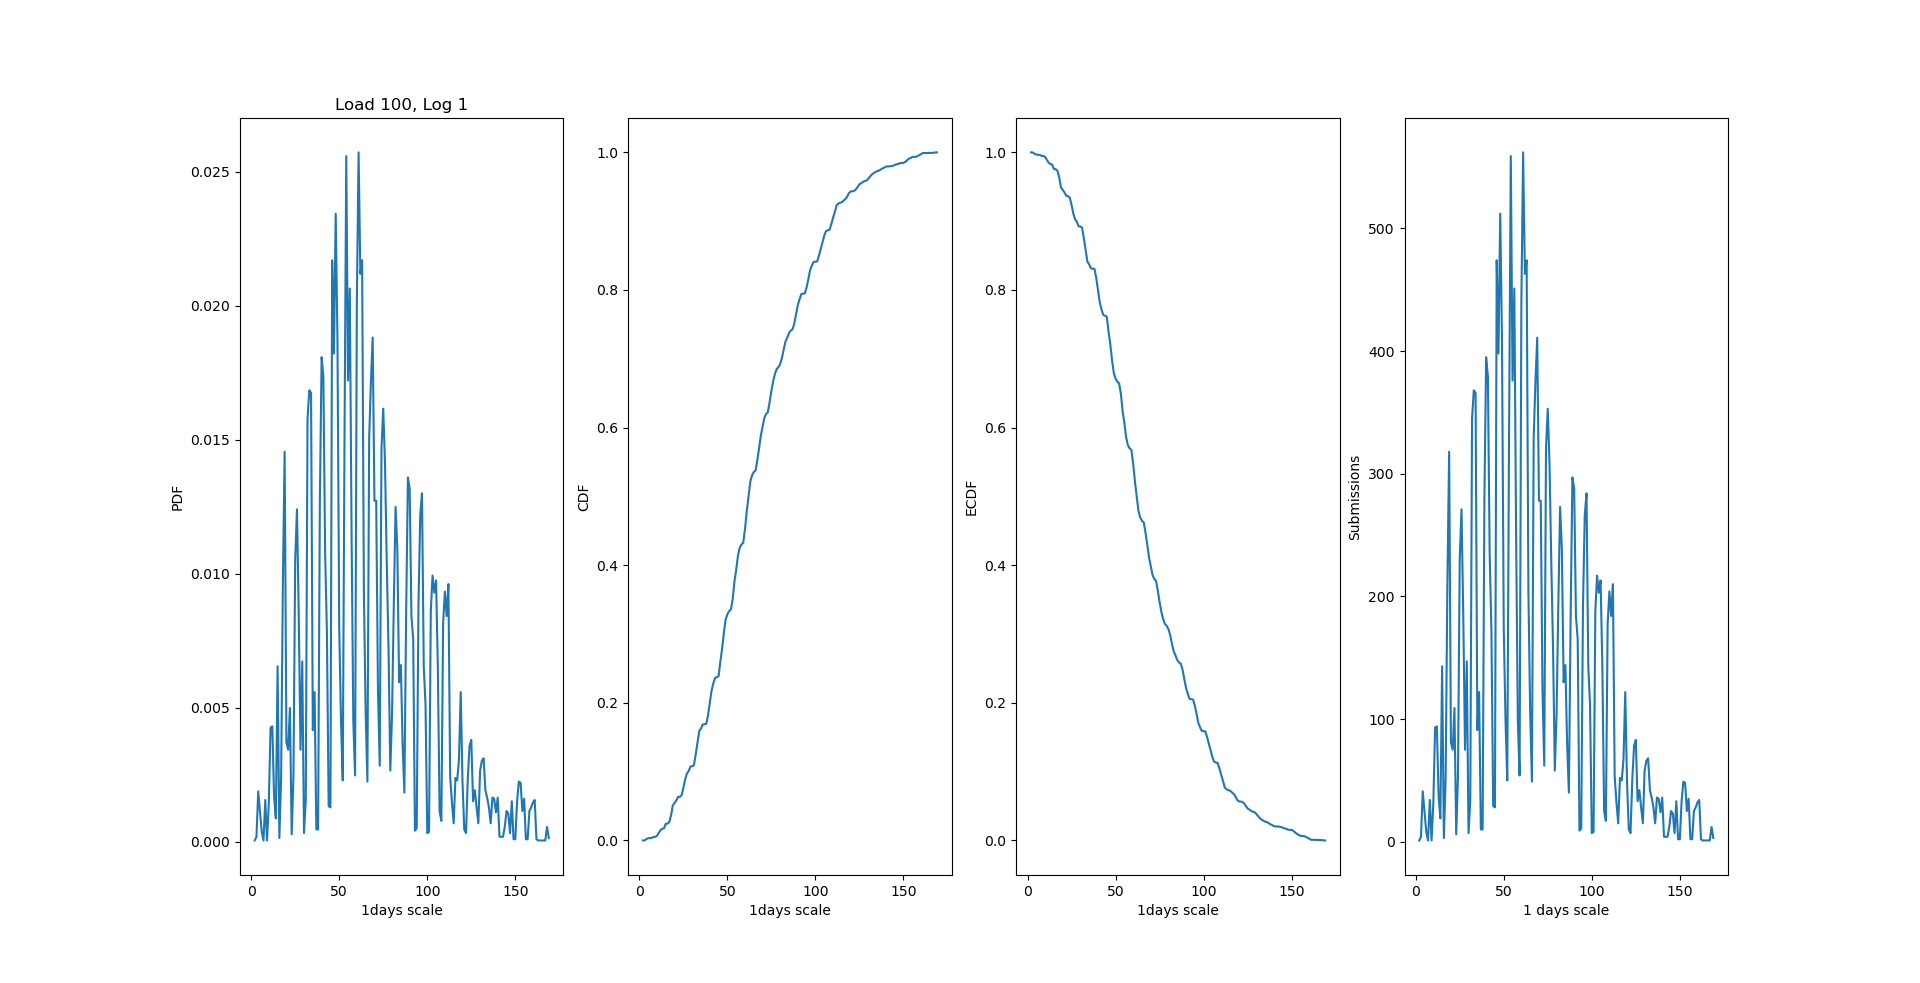 Load 100, Log 1
PDF
0.025
0.020
0.015
0.010
0.005
0.000
0 50 100 150
1days scale
CDF
1.0
0.8
0.6
0.4
0.2
0.0
0 50 100 150
1days scale
ECDF
1.0
0.8
0.6
0.4
0.2
0.0
0 50 100 150
1days scale
Submissions
500
400
300
200
100
0
0 50 100 150
1 days scale